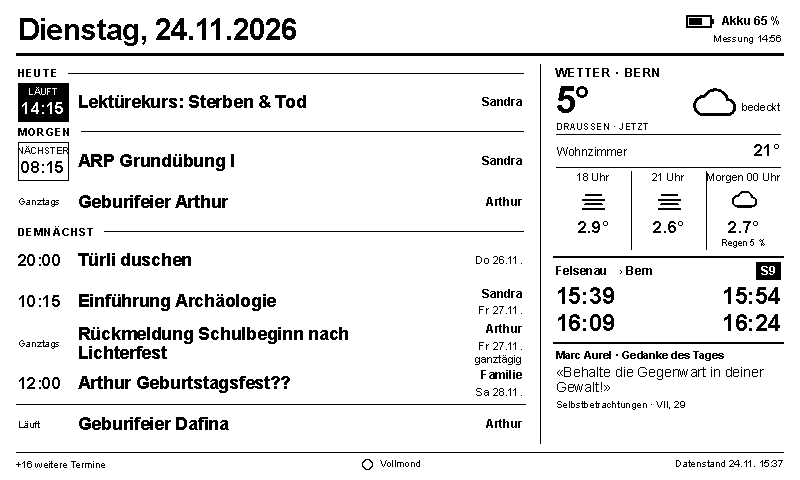 Dienstag, 24.11.2026
Akku 65 %
Messung 14:56
HEUTE
LÄUFT
14:15 Lektürekurs: Sterben & Tod Sandra
MORGEN
NÄCHSTER
08:15 ARP Grundübung I Sandra
Ganztags Geburifeier Arthur Arthur
DEMNÄCHST
20:00 Türli duschen Do 26.11.
10:15 Einführung Archäologie Sandra
Fr 27.11.
Ganztags Rückmeldung Schulbeginn nach Lichterfest Arthur
Fr 27.11.
ganztägig
12:00 Arthur Geburtstagsfest?? Familie
Sa 28.11.
Läuft Geburifeier Dafina Arthur
WETTER · BERN
5° bedeckt
DRAUSSEN · JETZT
Wohnzimmer 21°
18 Uhr 21 Uhr Morgen 00 Uhr
2.9° 2.6° 2.7°
Regen 5 %
Felsenau › Bern S9
15:39 15:54
16:09 16:24
Marc Aurel · Gedanke des Tages
«Behalte die Gegenwart in deiner
Gewalt!»
Selbstbetrachtungen · VII, 29
+16 weitere Termine Vollmond Datenstand 24.11. 15:37